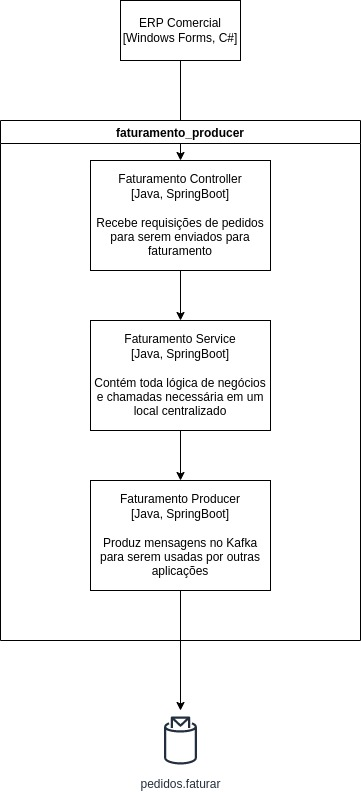 ERP Comercial
[Windows Forms, C#]
faturamento_producer
Faturamento Controller
[Java, SpringBoot]
Recebe requisições de pedidos
para serem enviados para
faturamento
Faturamento Service
[Java, SpringBoot]
Contém toda lógica de negócios
e chamadas necessária em um
local centralizado
Faturamento Producer
[Java, SpringBoot]
Produz mensagens no Kafka
para serem usadas por outras
aplicações
pedidos.faturar